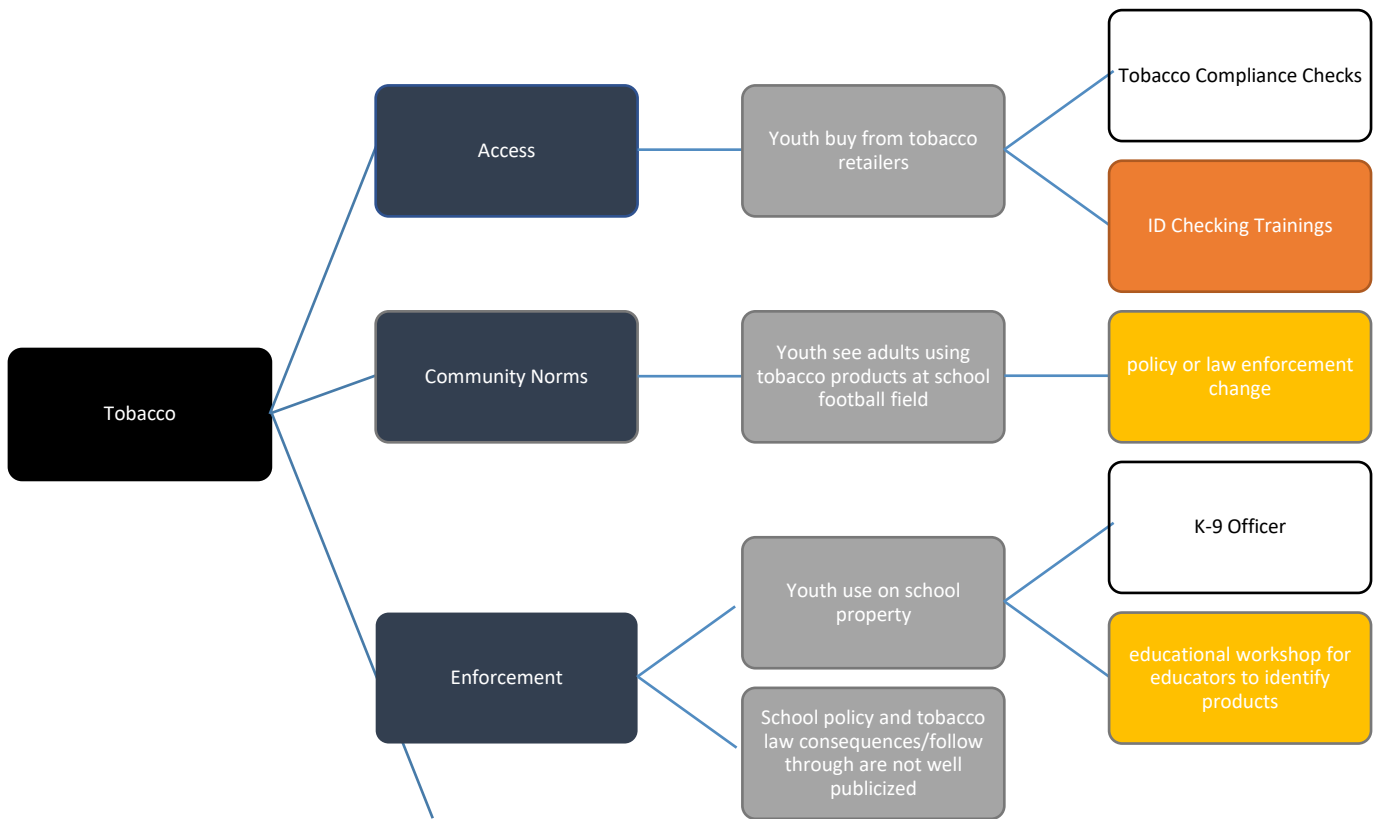 Tobacco
Access
Youth buy from tobacco
retailers
Tobacco Compliance Checks
ID Checking Trainings
Community Norms
Youth see adults using
tobacco products at school
football field
policy or law enforcement
change
Enforcement
Youth use on school
property
K-9 Officer
educational workshop for
educators to identify
products
School policy and tobacco
law consequences/follow
through are not well
publicized